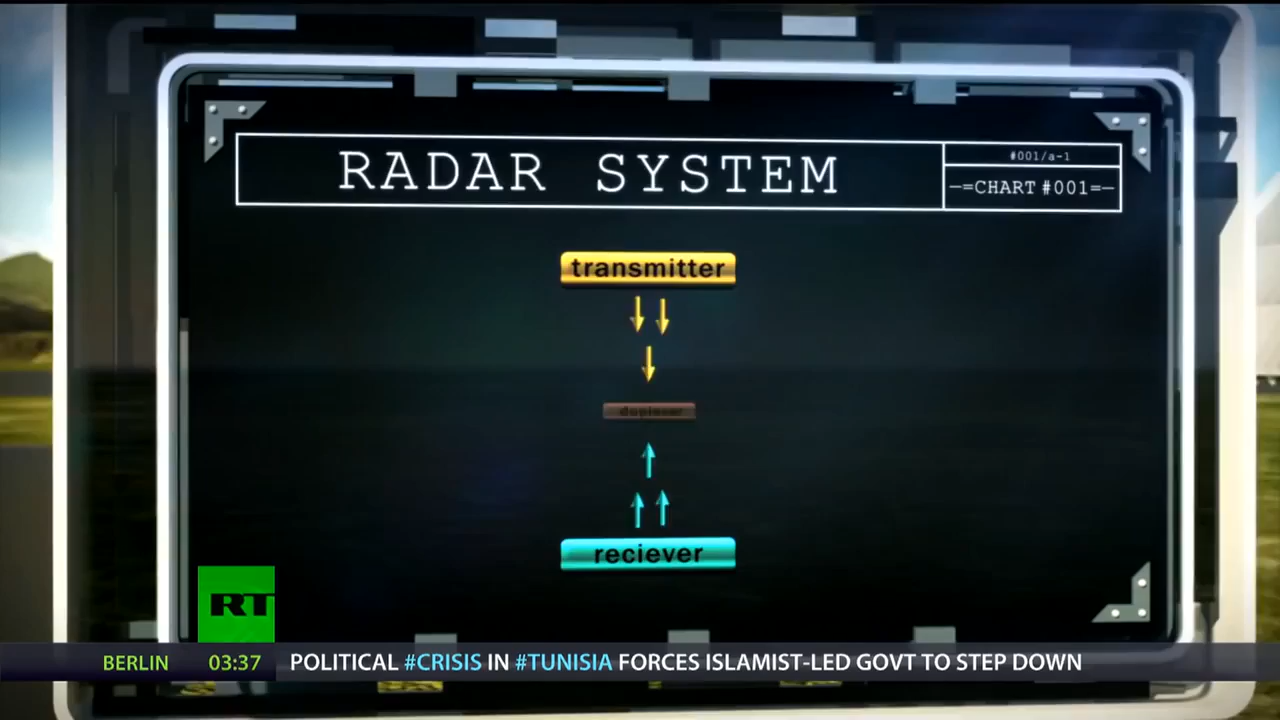 RADAR SYSTEM
#001/a-1
CHART #001
transmitter
duplexer
reciever
RT
BERLIN 03:37 POLITICAL #CRISIS IN #TUNISIA FORCES ISLAMIST-LED GOVT TO STEP DOWN